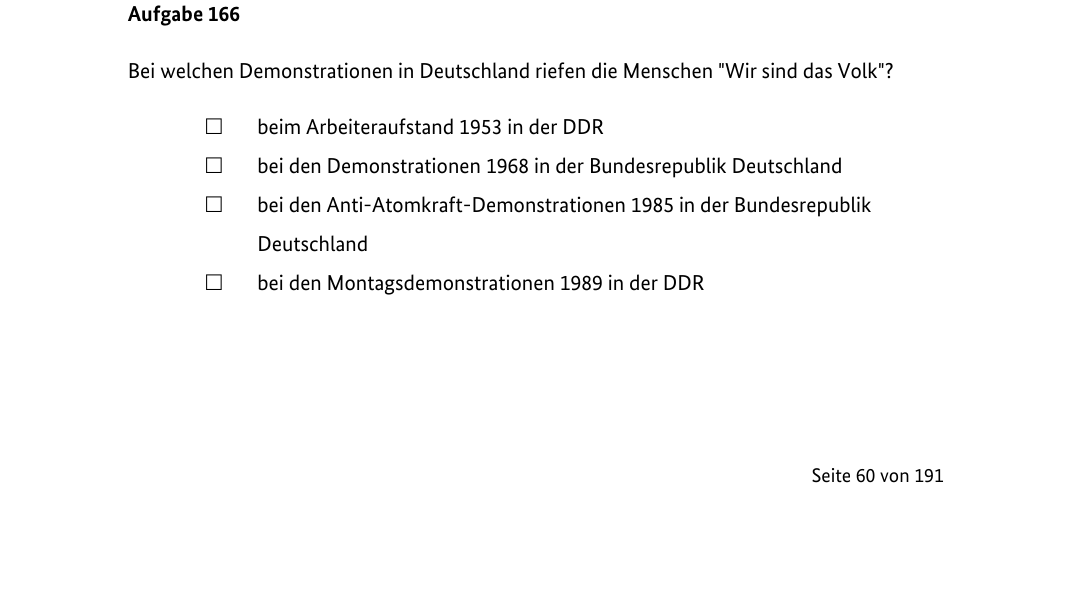 Aufgabe 166
Bei welchen Demonstrationen in Deutschland riefen die Menschen "Wir sind das Volk"?
☐ beim Arbeiteraufstand 1953 in der DDR
☐ bei den Demonstrationen 1968 in der Bundesrepublik Deutschland
☐ bei den Anti-Atomkraft-Demonstrationen 1985 in der Bundesrepublik
Deutschland
☐ bei den Montagsdemonstrationen 1989 in der DDR
Seite 60 von 191